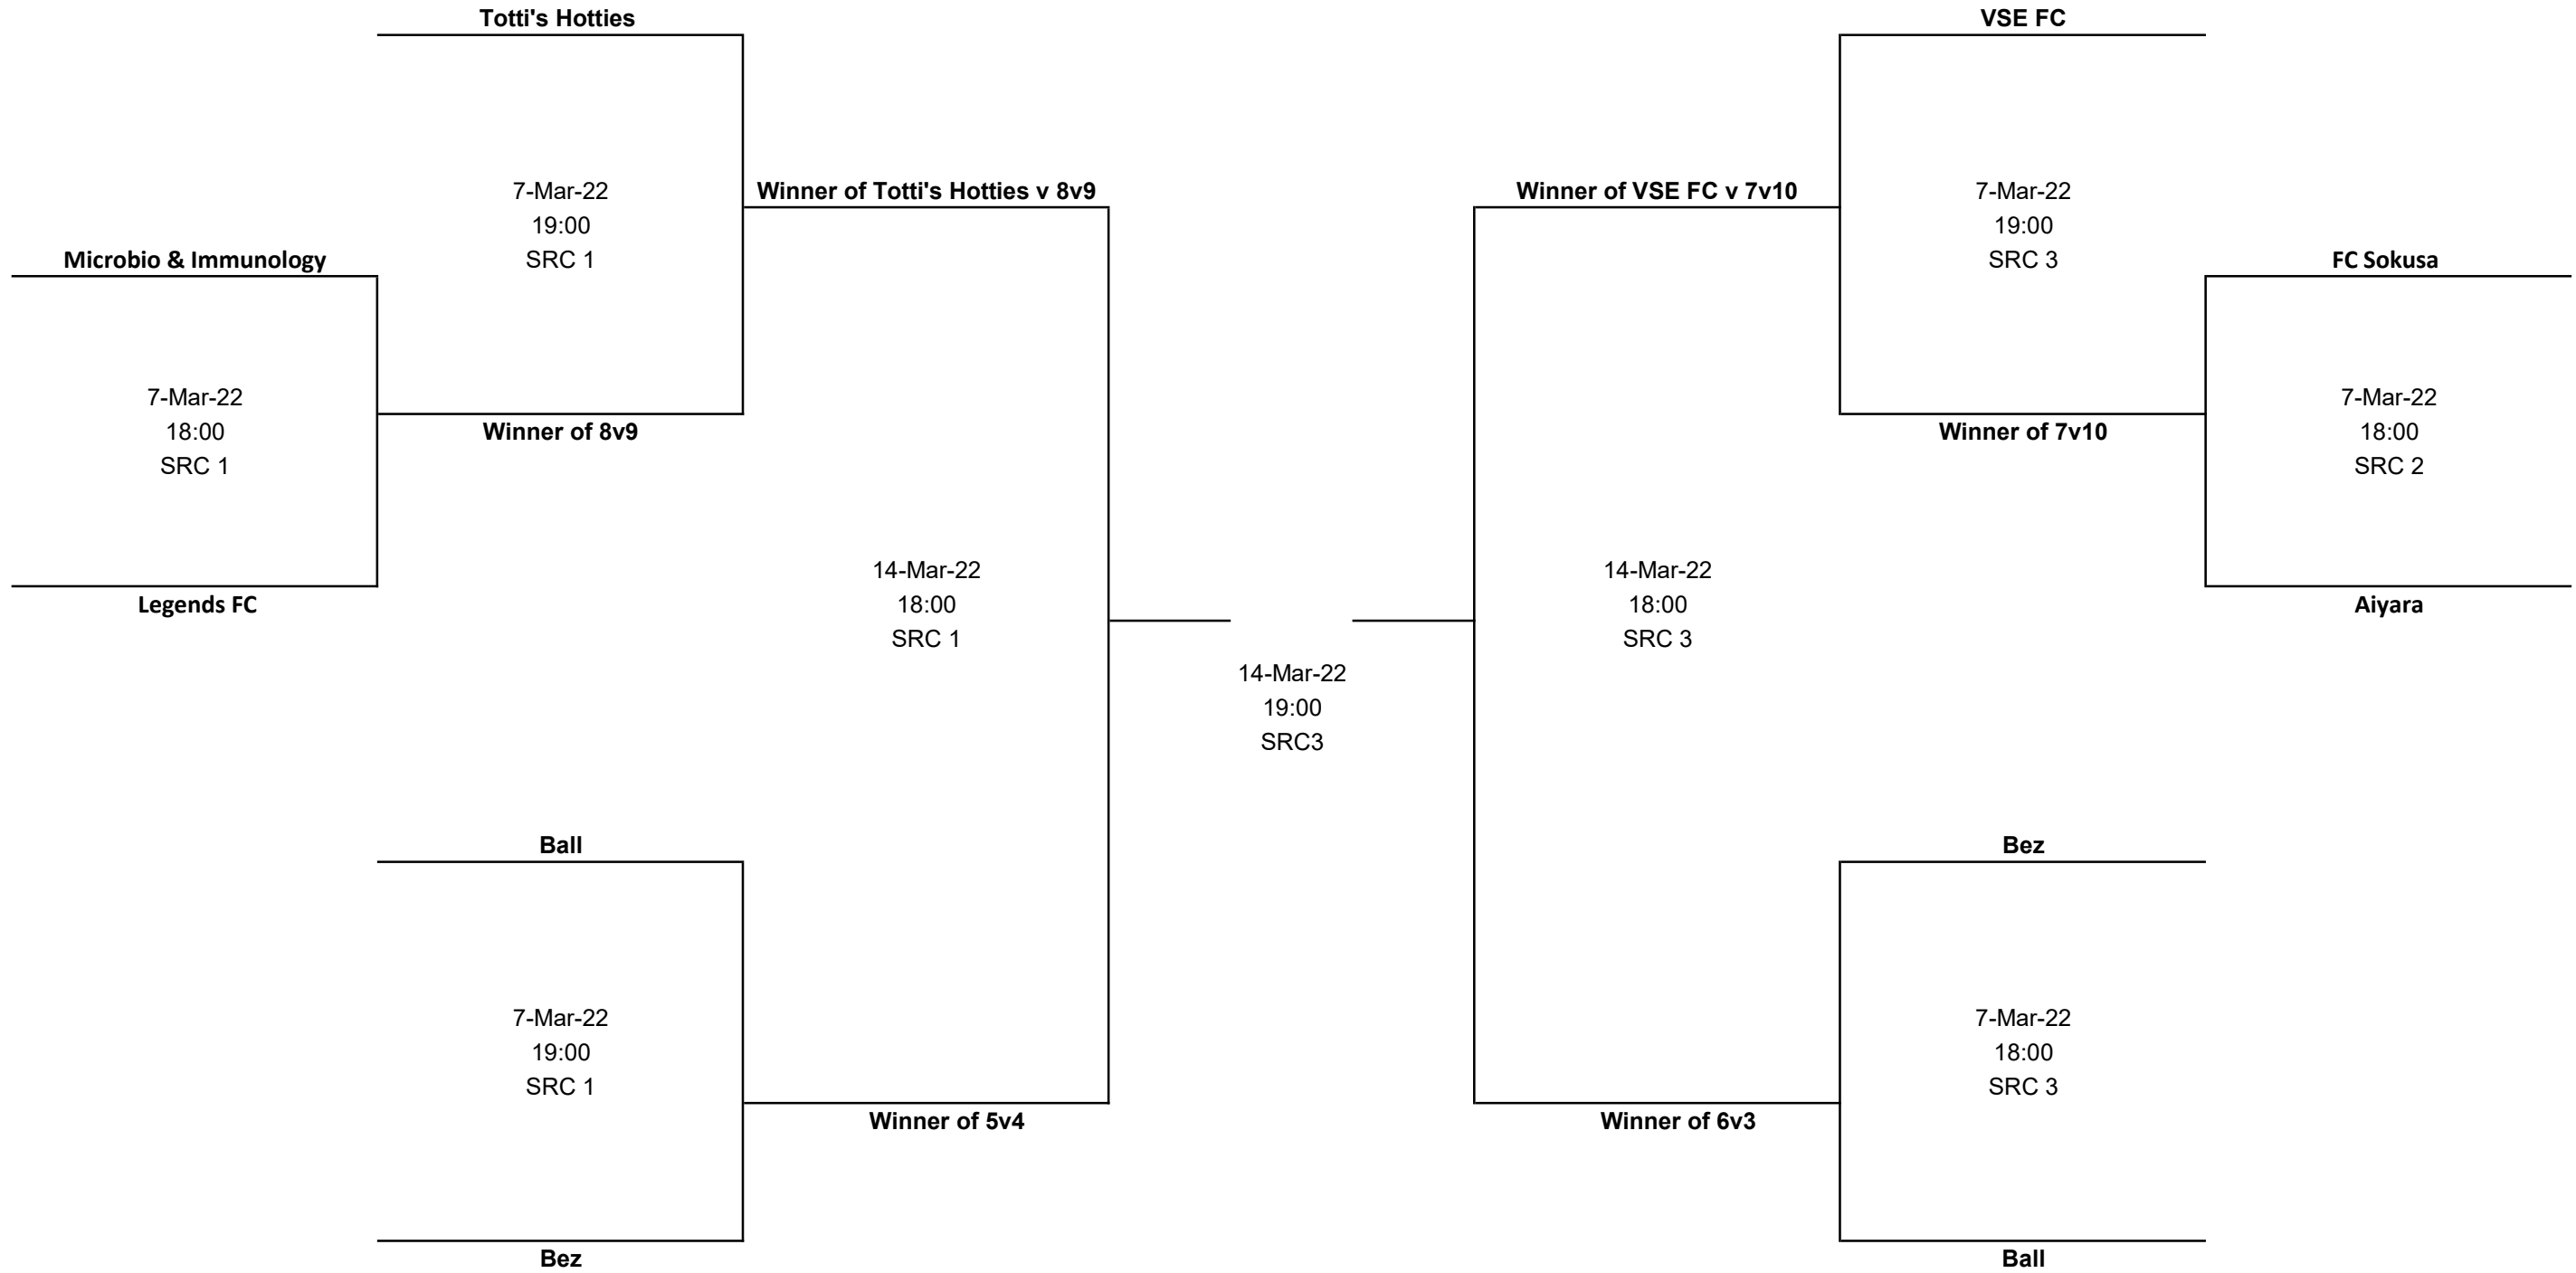 Totti's Hotties
VSE FC
7-Mar-22
19:00
SRC 1
Winner of Totti's Hotties v 8v9
Winner of VSE FC v 7v10
7-Mar-22
19:00
SRC 3
Microbio & Immunology
FC Sokusa
7-Mar-22
18:00
SRC 1
Winner of 8v9
Winner of 7v10
7-Mar-22
18:00
SRC 2
Legends FC
Aiyara
14-Mar-22
18:00
SRC 1
14-Mar-22
18:00
SRC 3
14-Mar-22
19:00
SRC3
Ball
Bez
7-Mar-22
19:00
SRC 1
7-Mar-22
18:00
SRC 3
Winner of 5v4
Winner of 6v3
Bez
Ball